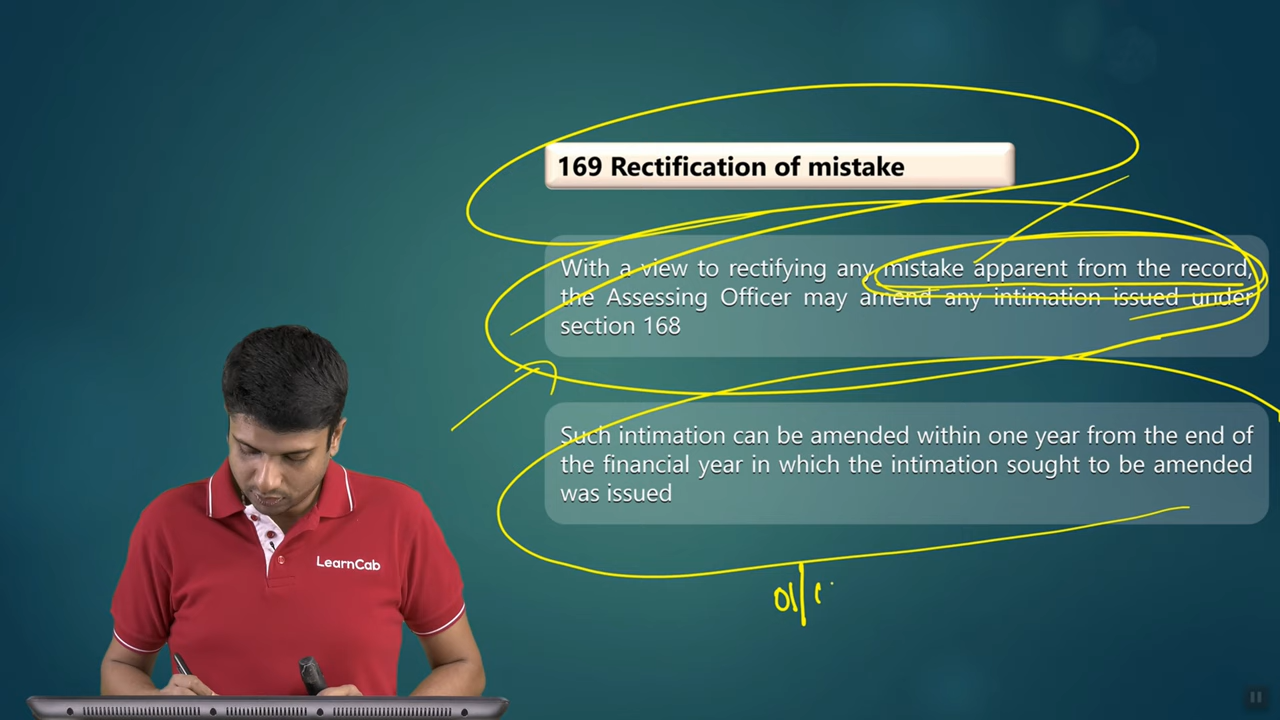 169 Rectification of mistake
With a view to rectifying any mistake apparent from the record,
the Assessing Officer may amend any intimation issued under
section 168
Such intimation can be amended within one year from the end of
the financial year in which the intimation sought to be amended
was issued
01/
LearnCab